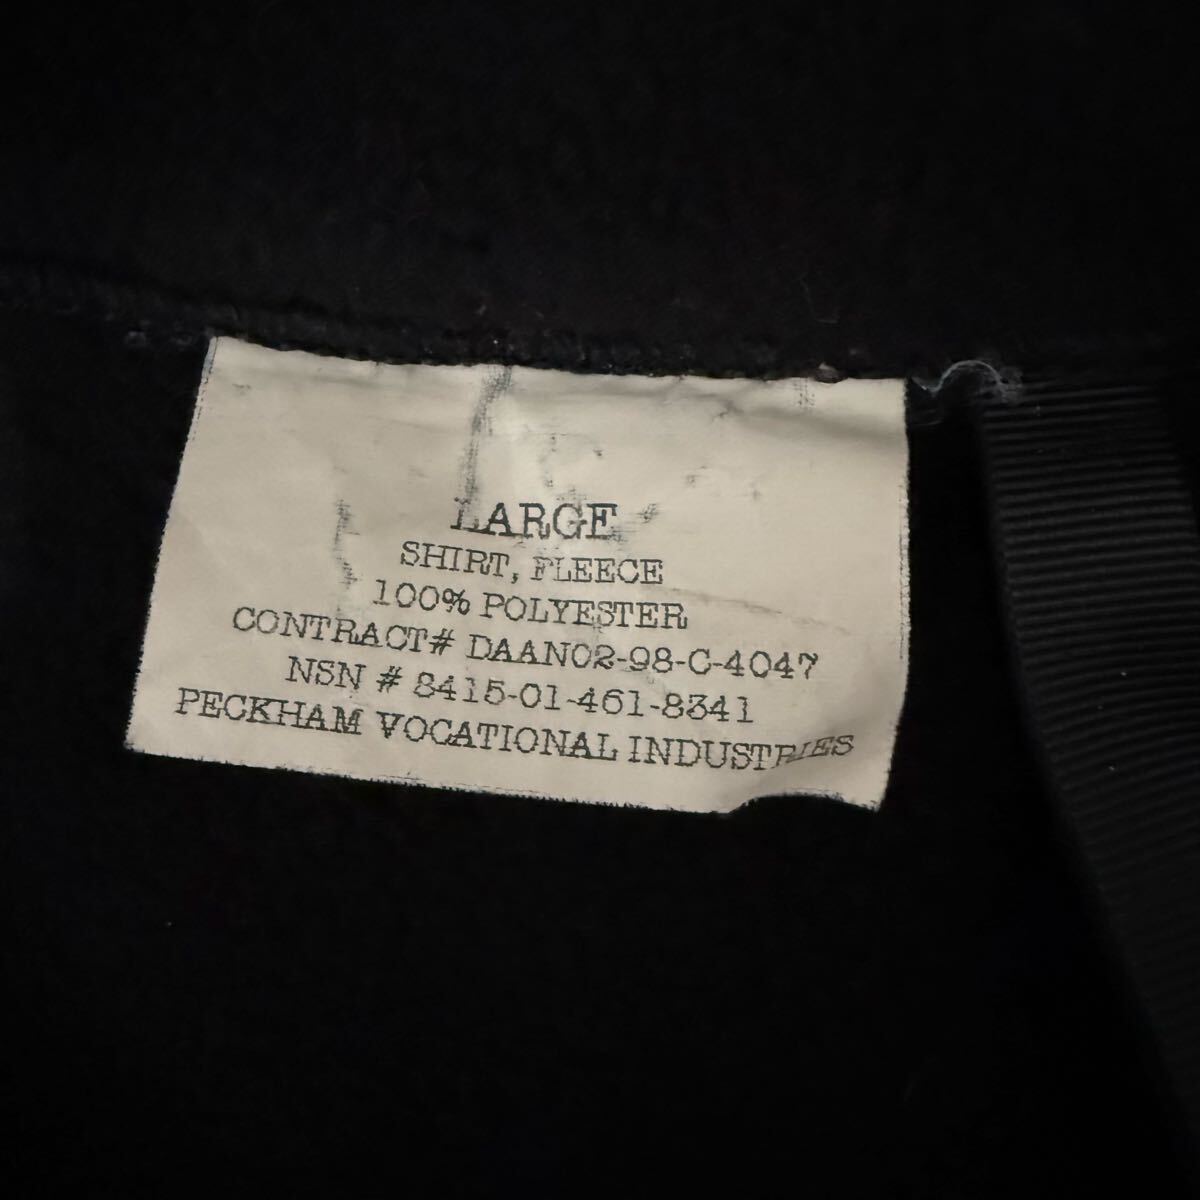 LARGE
SHIRT, FLEECE
100% POLYESTER
CONTRACT# DAAN02-98-C-4047
NSN # 8415-01-461-8341
PECKHAM VOCATIONAL INDUSTRIES